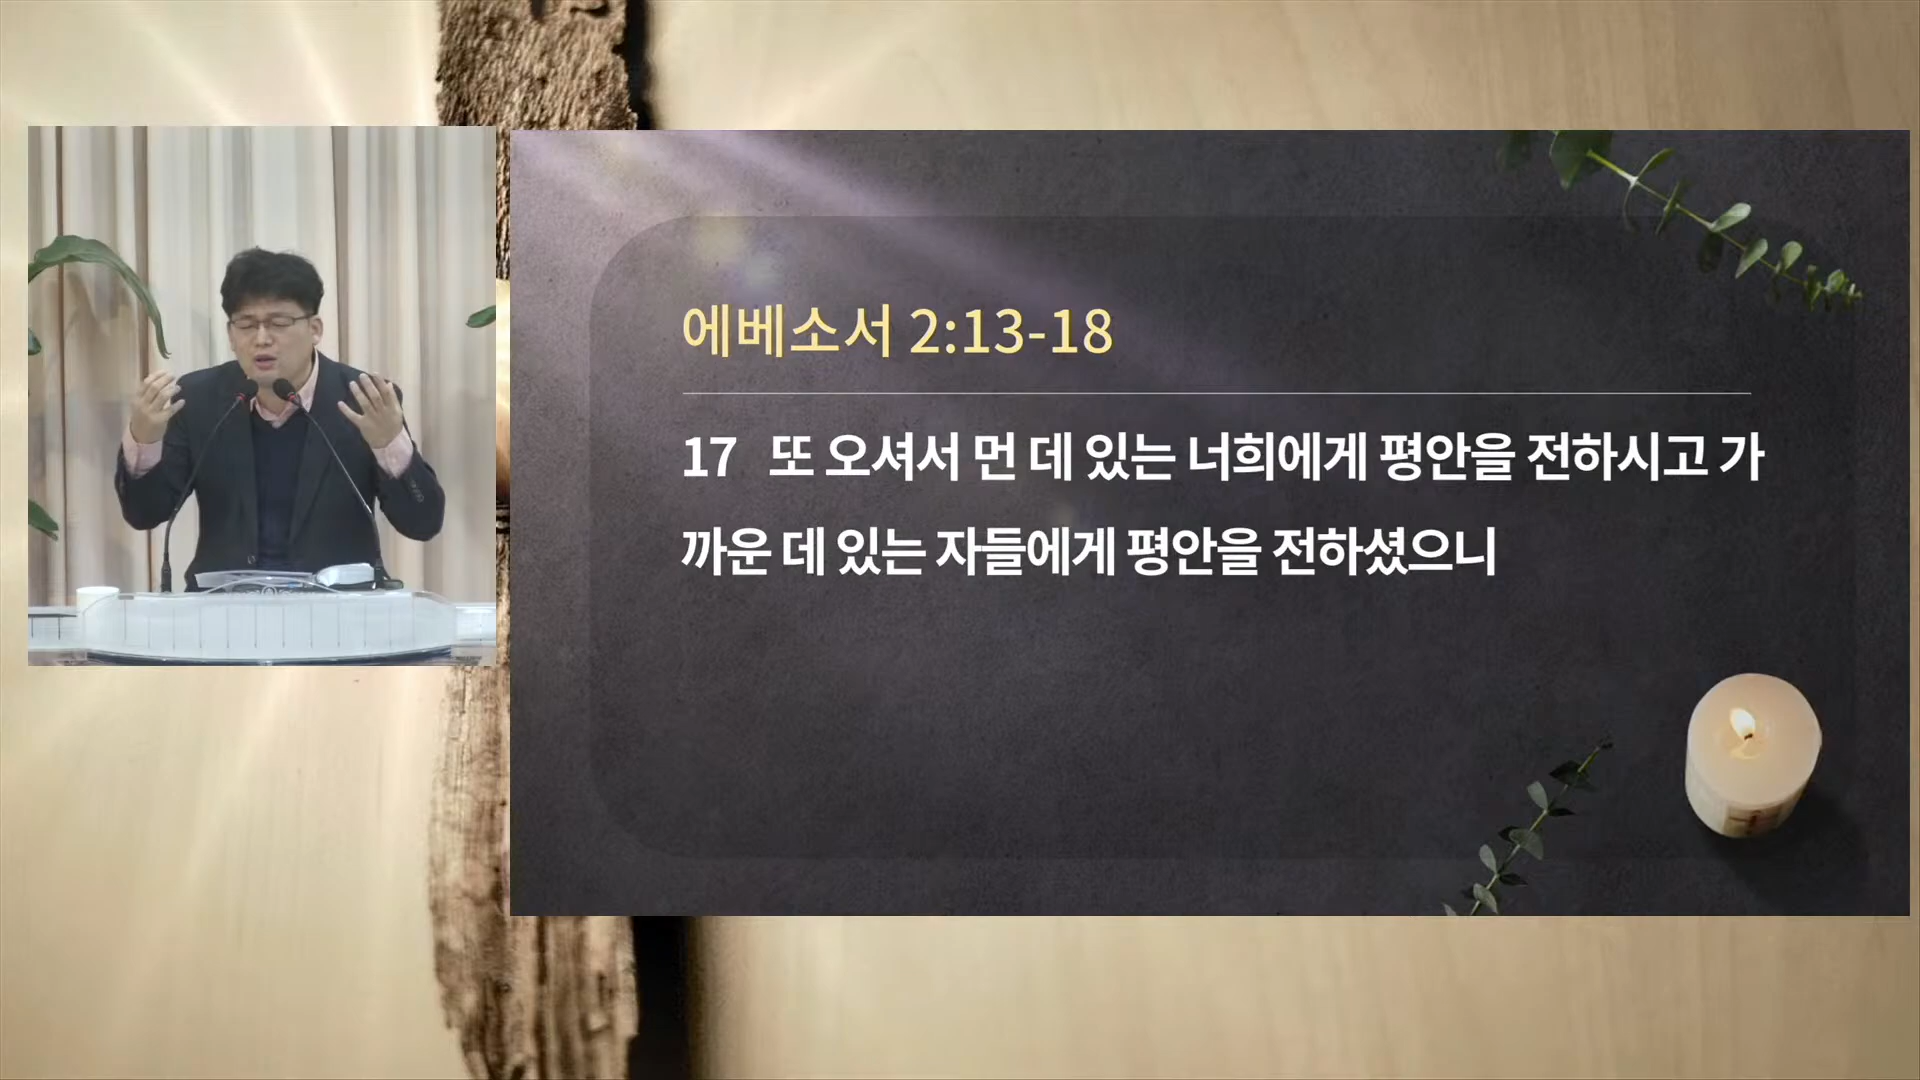 에베소서 2:13-18
17 또 오셔서 먼 데 있는 너희에게 평안을 전하시고 가
까운 데 있는 자들에게 평안을 전하셨으니